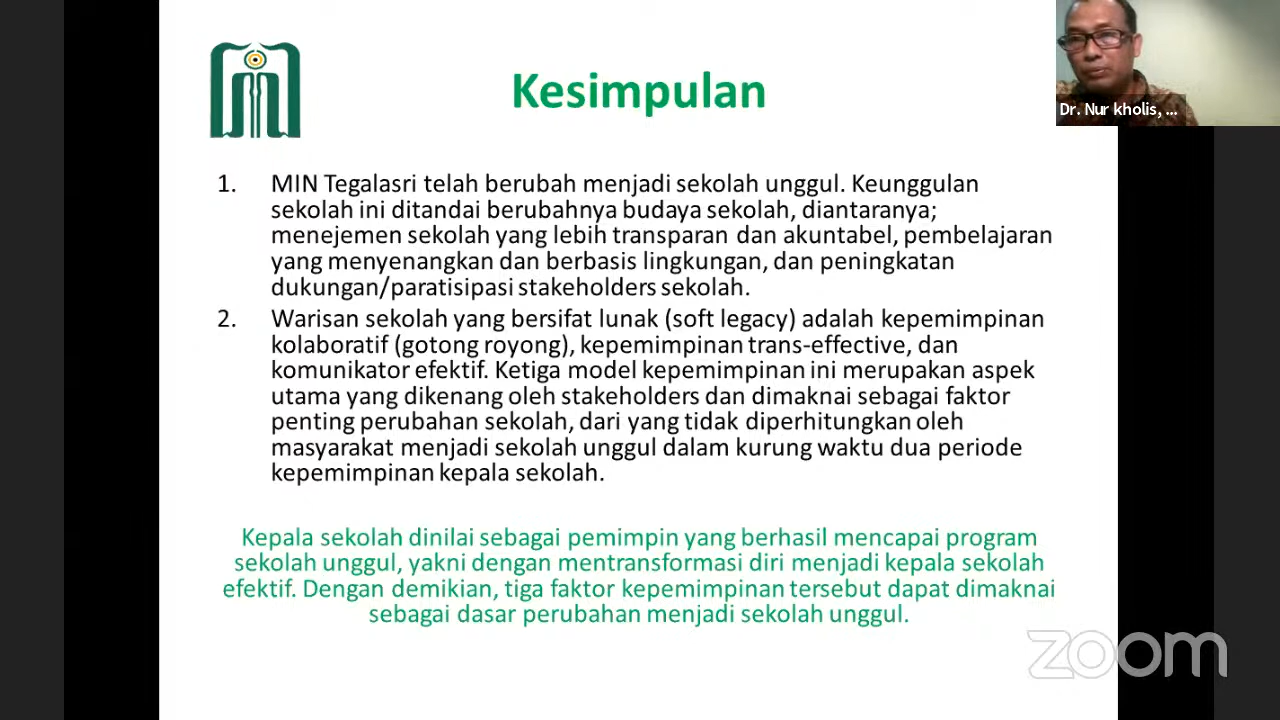 Kesimpulan
Dr. Nur kholis, ...
1. MIN Tegalasri telah berubah menjadi sekolah unggul. Keunggulan
sekolah ini ditandai berubahnya budaya sekolah, diantaranya;
menejemen sekolah yang lebih transparan dan akuntabel, pembelajaran
yang menyenangkan dan berbasis lingkungan, dan peningkatan
dukungan/paratisipasi stakeholders sekolah.
2. Warisan sekolah yang bersifat lunak (soft legacy) adalah kepemimpinan
kolaboratif (gotong royong), kepemimpinan trans-effective, dan
komunikator efektif. Ketiga model kepemimpinan ini merupakan aspek
utama yang dikenang oleh stakeholders dan dimaknai sebagai faktor
penting perubahan sekolah, dari yang tidak diperhitungkan oleh
masyarakat menjadi sekolah unggul dalam kurung waktu dua periode
kepemimpinan kepala sekolah.
Kepala sekolah dinilai sebagai pemimpin yang berhasil mencapai program
sekolah unggul, yakni dengan mentransformasi diri menjadi kepala sekolah
efektif. Dengan demikian, tiga faktor kepemimpinan tersebut dapat dimaknai
sebagai dasar perubahan menjadi sekolah unggul.
zoom